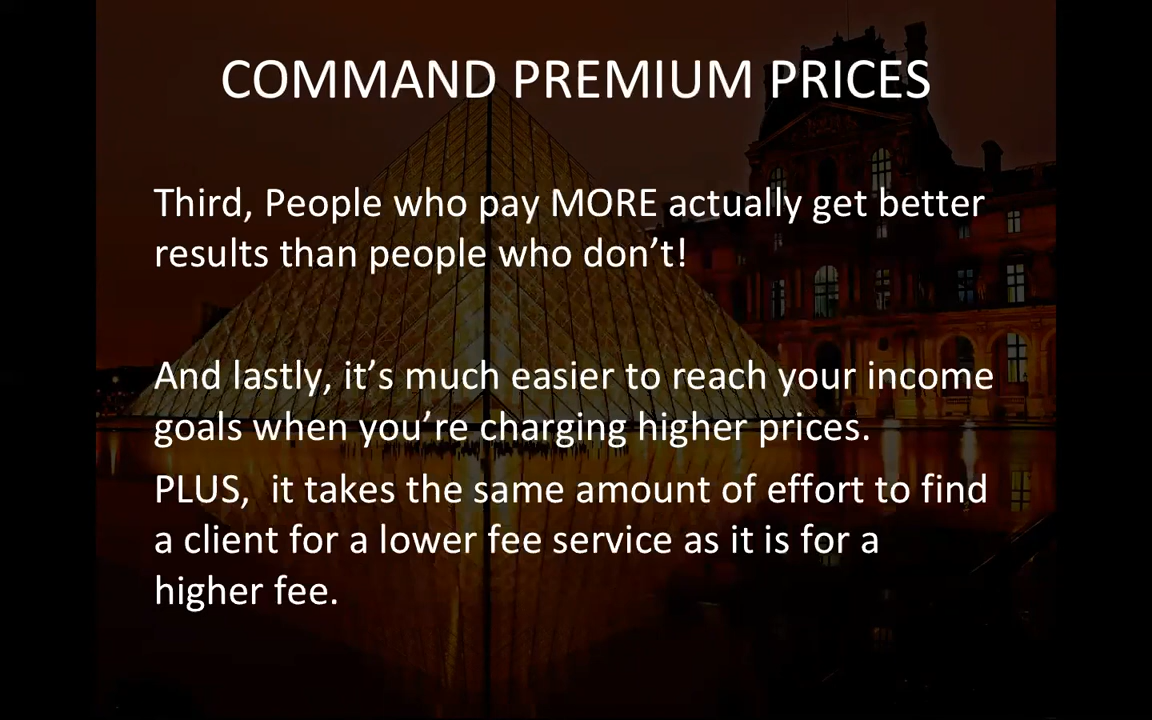 COMMAND PREMIUM PRICES
Third, People who pay MORE actually get better
results than people who don’t!
And lastly, it’s much easier to reach your income
goals when you’re charging higher prices.
PLUS,  it takes the same amount of effort to find
a client for a lower fee service as it is for a
higher fee.